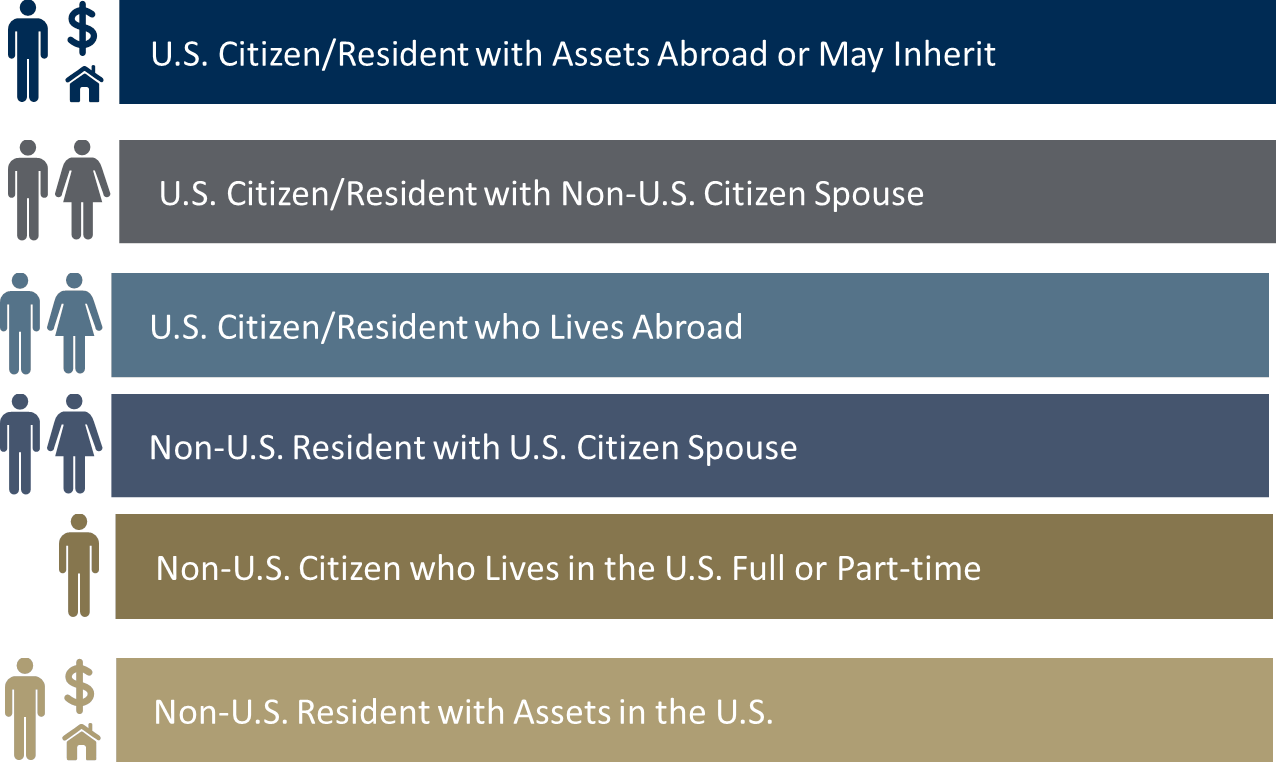 U.S. Citizen/Resident with Assets Abroad or May Inherit
U.S. Citizen/Resident with Non-U.S. Citizen Spouse
U.S. Citizen/Resident who Lives Abroad
Non-U.S. Resident with U.S. Citizen Spouse
Non-U.S. Citizen who Lives in the U.S. Full or Part-time
Non-U.S. Resident with Assets in the U.S.